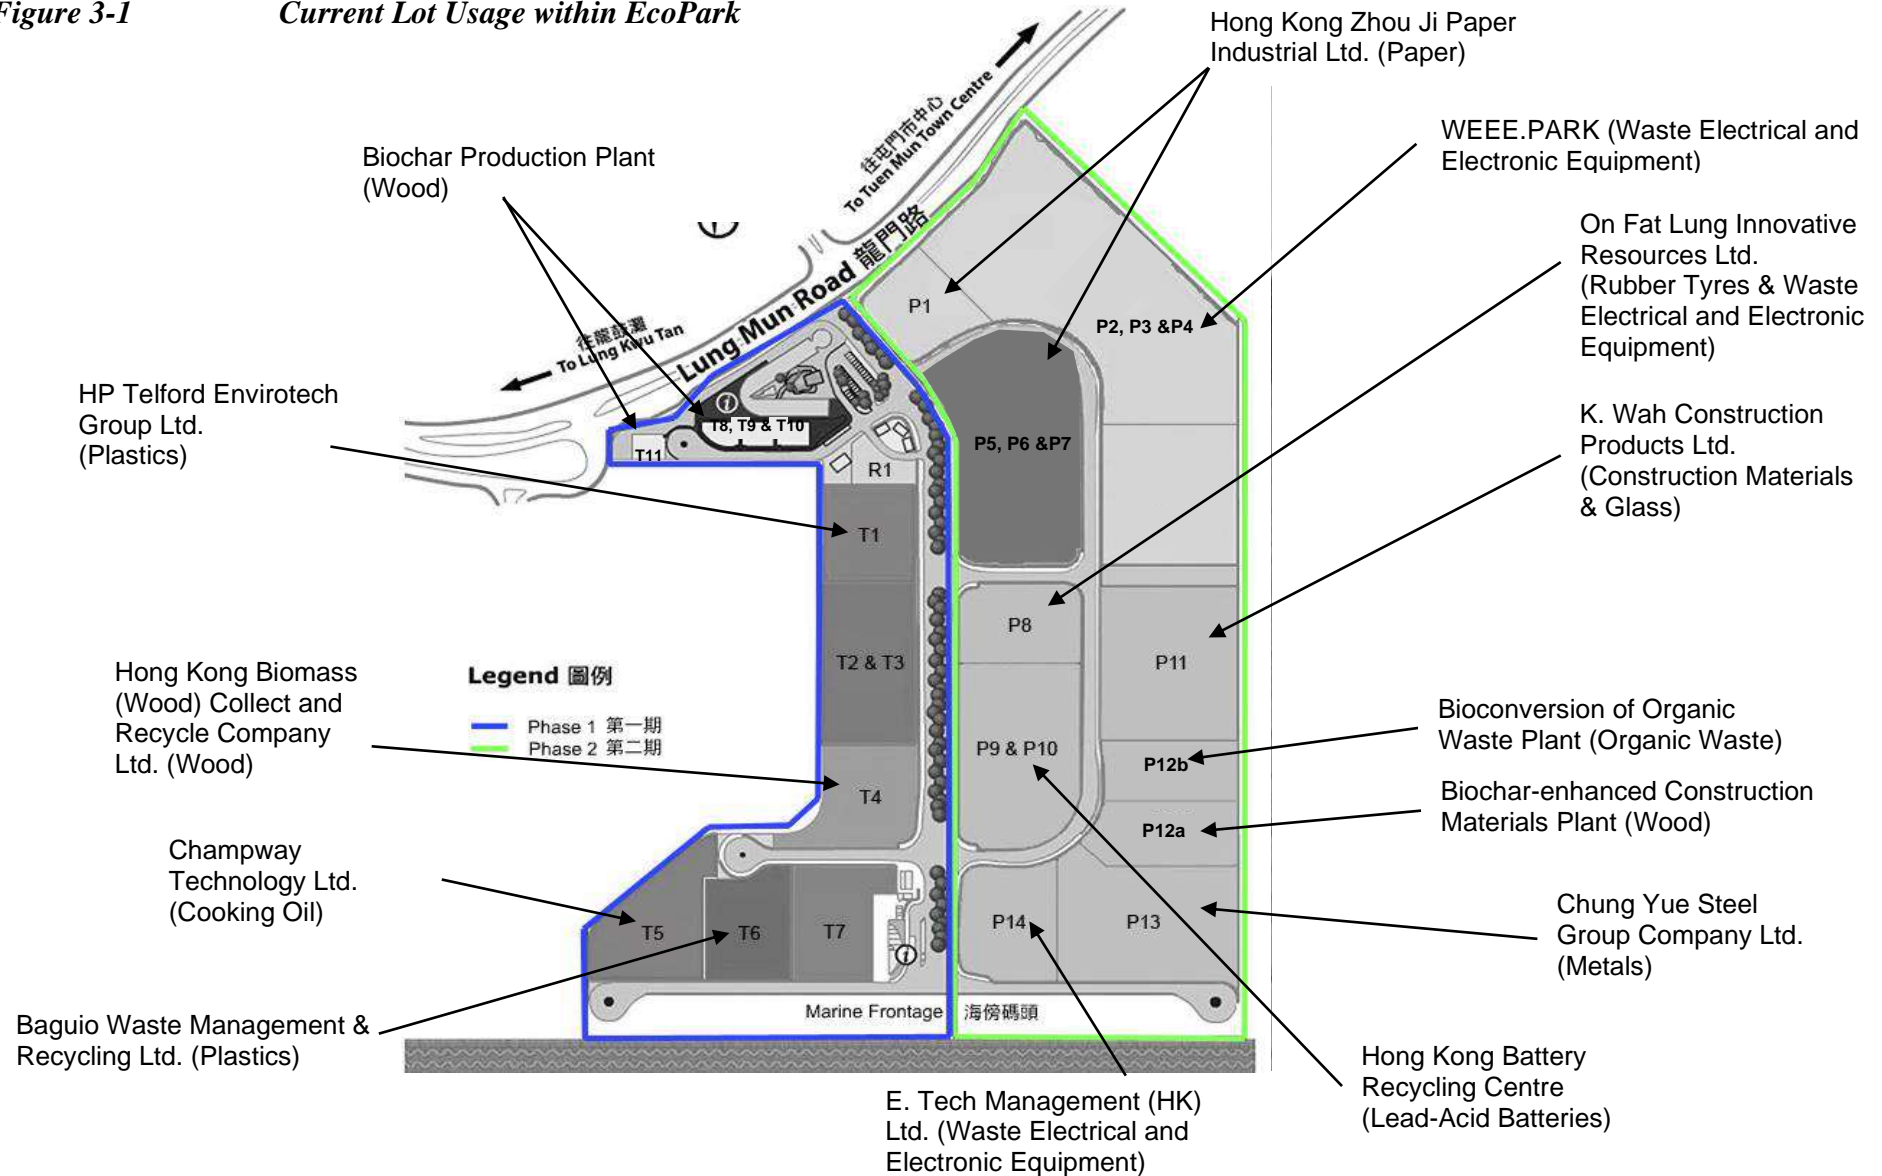 Figure 3-1 Current Lot Usage within EcoPark
Hong Kong Zhou Ji Paper
Industrial Ltd. (Paper)
往屯門市中心
To Tuen Mun Town Centre
WEEE.PARK (Waste Electrical and
Electronic Equipment)
Biochar Production Plant
(Wood)
On Fat Lung Innovative
Resources Ltd.
(Rubber Tyres & Waste
Electrical and Electronic
Equipment)
Lung Mun Road 龍門路
往龍鼓灘
To Lung Kwu Tan
P1
P2, P3 &P4
HP Telford Envirotech
Group Ltd.
(Plastics)
K. Wah Construction
Products Ltd.
(Construction Materials
& Glass)
T8, T9 & T10
T11
R1
P5, P6 &P7
T1
P8
T2 & T3
P11
Hong Kong Biomass
(Wood) Collect and
Recycle Company
Ltd. (Wood)
Legend 圖例
Phase 1 第一期
Phase 2 第二期
P9 & P10
Bioconversion of Organic
Waste Plant (Organic Waste)
P12b
T4
Biochar-enhanced Construction
Materials Plant (Wood)
P12a
Champway
Technology Ltd.
(Cooking Oil)
T5
T6
T7
P14
P13
Chung Yue Steel
Group Company Ltd.
(Metals)
Marine Frontage 海傍碼頭
Baguio Waste Management &
Recycling Ltd. (Plastics)
Hong Kong Battery
Recycling Centre
(Lead-Acid Batteries)
E. Tech Management (HK)
Ltd. (Waste Electrical and
Electronic Equipment)